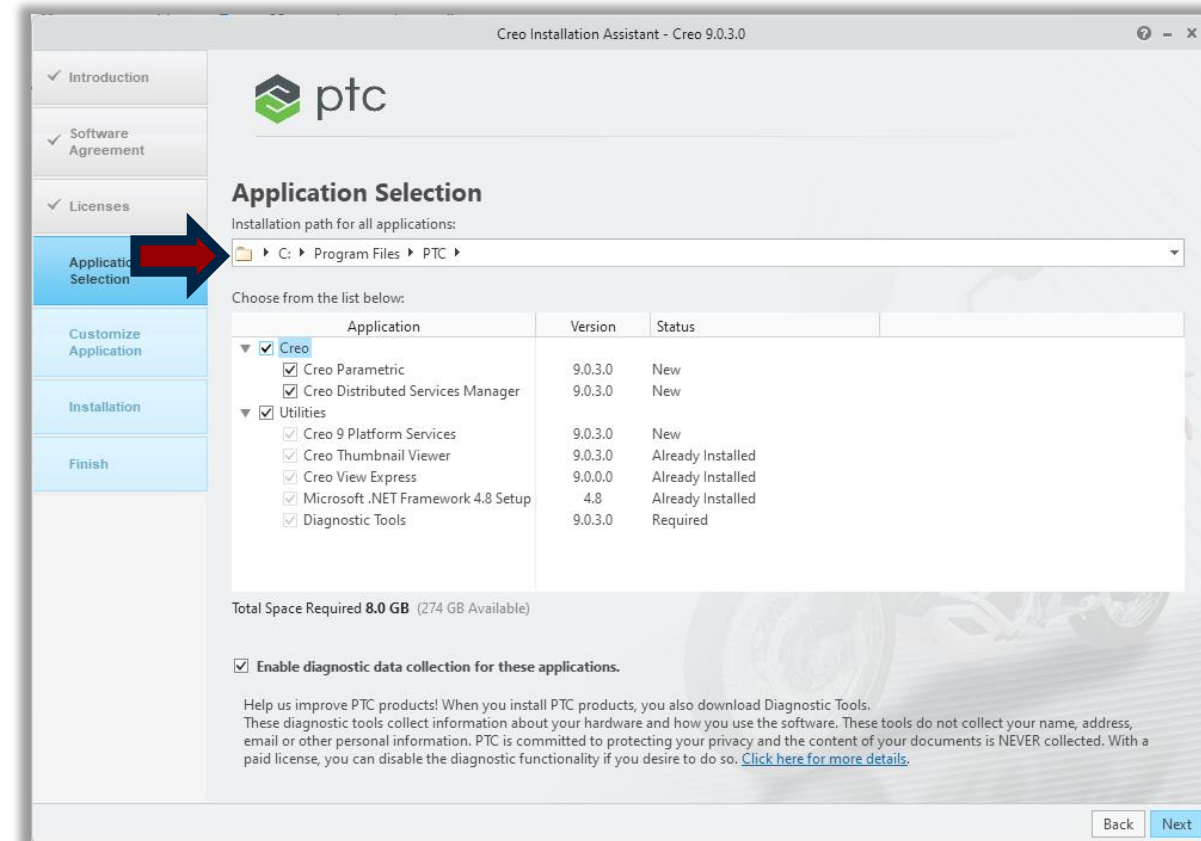 Creo Installation Assistant - Creo 9.0.3.0
Introduction
Software
Agreement
Licenses
Selection
Customize
Application
Installation
Finish
ptc
Application Selection
Installation path for all applications:
C: Program Files PTC
Choose from the list below:
Application Version Status
Creo
Creo Parametric 9.0.3.0 New
Creo Distributed Services Manager 9.0.3.0 New
Utilities
Creo 9 Platform Services 9.0.3.0 New
Creo Thumbnail Viewer 9.0.3.0 Already Installed
Creo View Express 9.0.0.0 Already Installed
Microsoft .NET Framework 4.8 Setup 4.8 Already Installed
Diagnostic Tools 9.0.3.0 Required
Total Space Required 8.0 GB (274 GB Available)
Enable diagnostic data collection for these applications.
Help us improve PTC products! When you install PTC products, you also download Diagnostic Tools.
These diagnostic tools collect information about your hardware and how you use the software. These tools do not collect your name, address,
email or other personal information. PTC is committed to protecting your privacy and the content of your documents is NEVER collected. With a
paid license, you can disable the diagnostic functionality if you desire to do so. Click here for more details.
Back Next